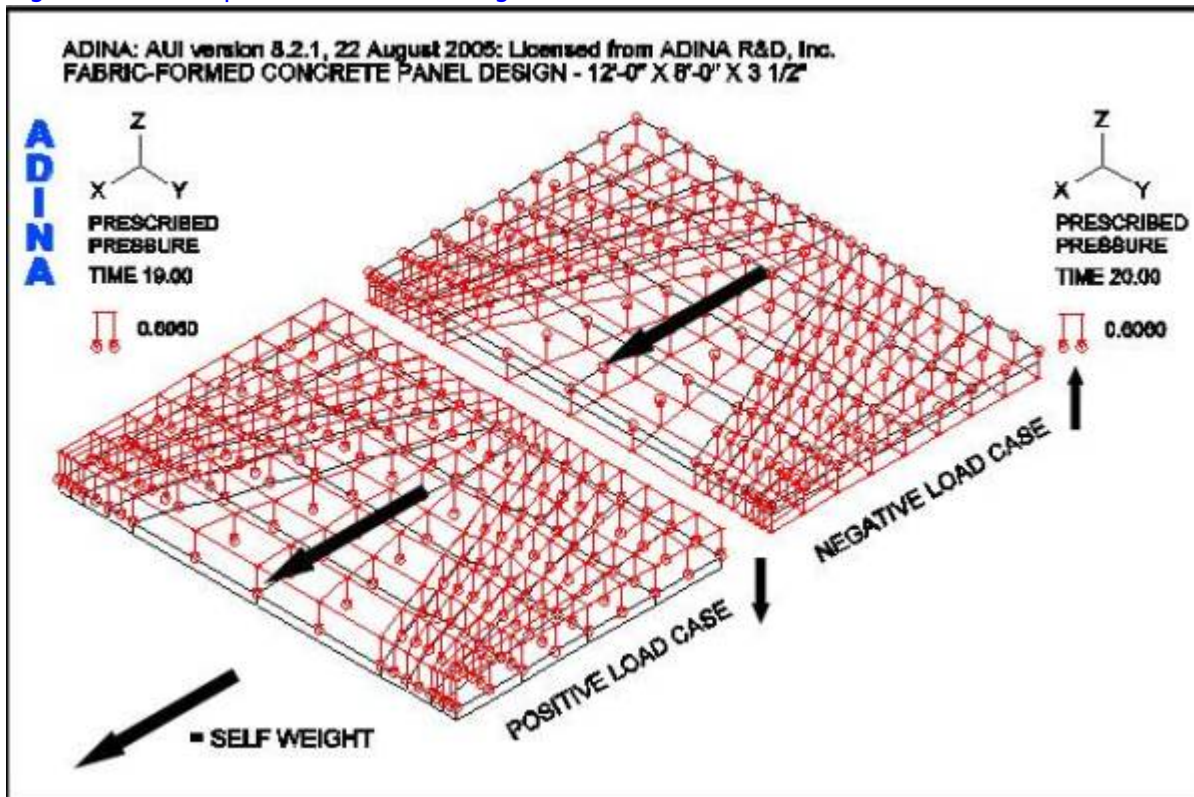 ADINA: AUI version 8.2.1, 22 August 2005: Licensed from ADINA R&D, Inc.
FABRIC-FORMED CONCRETE PANEL DESIGN - 12'-0" X 8'-0" X 3 1/2"
ADINA
Z
X Y
PRESCRIBED
PRESSURE
TIME 19.00
0.6060
Z
X Y
PRESCRIBED
PRESSURE
TIME 20.00
0.6060
NEGATIVE LOAD CASE
POSITIVE LOAD CASE
= SELF WEIGHT